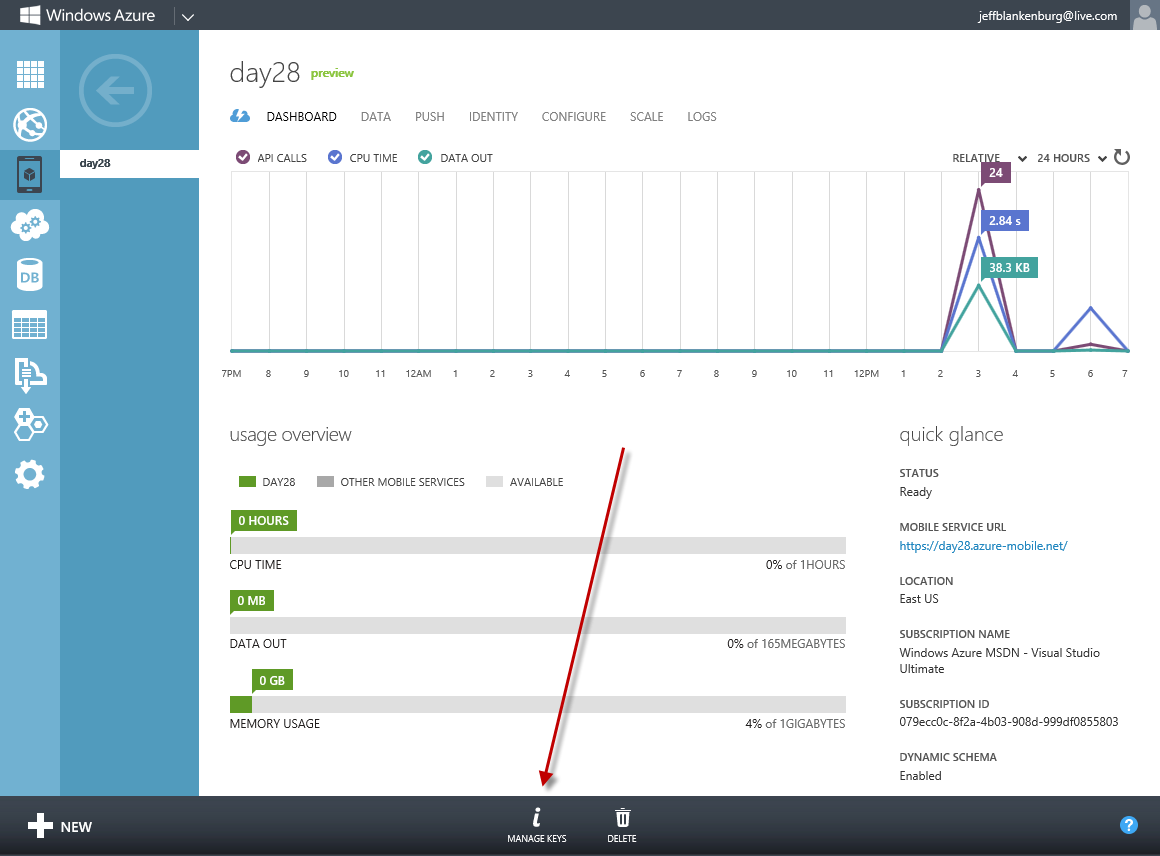 Windows Azure
jeffblankenburg@live.com
day28 preview
day28
DASHBOARD DATA PUSH IDENTITY CONFIGURE SCALE LOGS
API CALLS CPU TIME DATA OUT RELATIVE 24 HOURS
24
2.84 s
38.3 KB
7PM 8 9 10 11 12AM 1 2 3 4 5 6 7 8 9 10 11 12PM 1 2 3 4 5 6 7
usage overview
DAY28 OTHER MOBILE SERVICES AVAILABLE
0 HOURS
CPU TIME 0% of 1HOURS
0 MB
DATA OUT 0% of 165MEGABYTES
0 GB
MEMORY USAGE 4% of 1GIGABYTES
quick glance
STATUS
Ready
MOBILE SERVICE URL
https://day28.azure-mobile.net/
LOCATION
East US
SUBSCRIPTION NAME
Windows Azure MSDN - Visual Studio
Ultimate
SUBSCRIPTION ID
079ecc0c-8f2a-4b03-908d-999df0855803
DYNAMIC SCHEMA
Enabled
DB
NEW
i
MANAGE KEYS
DELETE
?